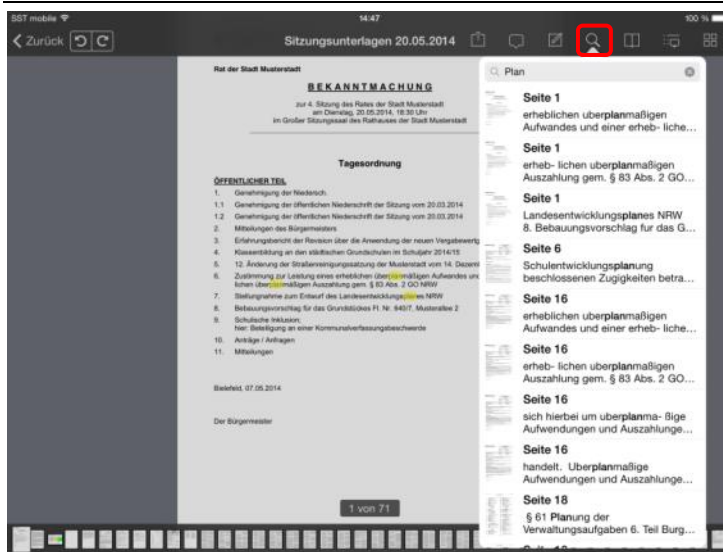 SST mobile 14:47 100 %
Zurück Sitzungsunterlagen 20.05.2014
Rat der Stadt Musterstadt
BEKANNTMACHUNG
zur 4. Sitzung des Rates der Stadt Musterstadt
am Dienstag, 20.05.2014, 18:30 Uhr
im Großer Sitzungssaal des Rathauses der Stadt Musterstadt
Tagesordnung
ÖFFENTLICHER TEIL
1. Genehmigung der Niedersch.
1.1 Genehmigung der öffentlichen Niederschrift der Sitzung vom 20.03.2014
1.2 Genehmigung der öffentlichen Niederschrift der Sitzung vom 20.03.2014
2. Mitteilungen des Bürgermeisters
3. Erfahrungsbericht der Revision über die Anwendung der neuen Vergabewertg
4. Klassenbildung an den städtischen Grundschulen im Schuljahr 2014/15
5. 12. Änderung der Straßenreinigungssatzung der Musterstadt vom 14. Dezem
6. Zustimmung zur Leistung eines erheblichen überplanmäßigen Aufwandes und
lichen überplanmäßigen Auszahlung gem. § 83 Abs. 2 GO NRW
7. Stellungnahme zum Entwurf des Landesentwicklungsplanes NRW
8. Bebauungsvorschlag für das Grundstückes Fl. Nr. 640/7, Musterallee 2
9. Schulische Inklusion;
hier: Beteiligung an einer Kommunalverfassungsbeschwerde
10. Anträge / Anfragen
11. Mitteilungen
Bielefeld, 07.05.2014
Der Bürgermeister
1 von 71
Plan
Seite 1
erheblichen uberplanmaßigen
Aufwandes und einer erheb- liche...
Seite 1
erheb- lichen uberplanmaßigen
Auszahlung gem. § 83 Abs. 2 GO...
Seite 1
Landesentwicklungsplanes NRW
8. Bebauungsvorschlag fur das G...
Seite 6
Schulentwicklungsplanung
beschlossenen Zugigkeiten betra...
Seite 16
erheblichen uberplanmaßigen
Aufwandes und einer erheb- liche...
Seite 16
erheb- lichen uberplanmaßigen
Auszahlung gem. § 83 Abs. 2 GO...
Seite 16
sich hierbei um uberplanma- ßige
Aufwendungen und Auszahlunge...
Seite 16
handelt. Uberplanmaßige
Aufwendungen und Auszahlunge...
Seite 18
§ 61 Planung der
Verwaltungsaufgaben 6. Teil Burg...